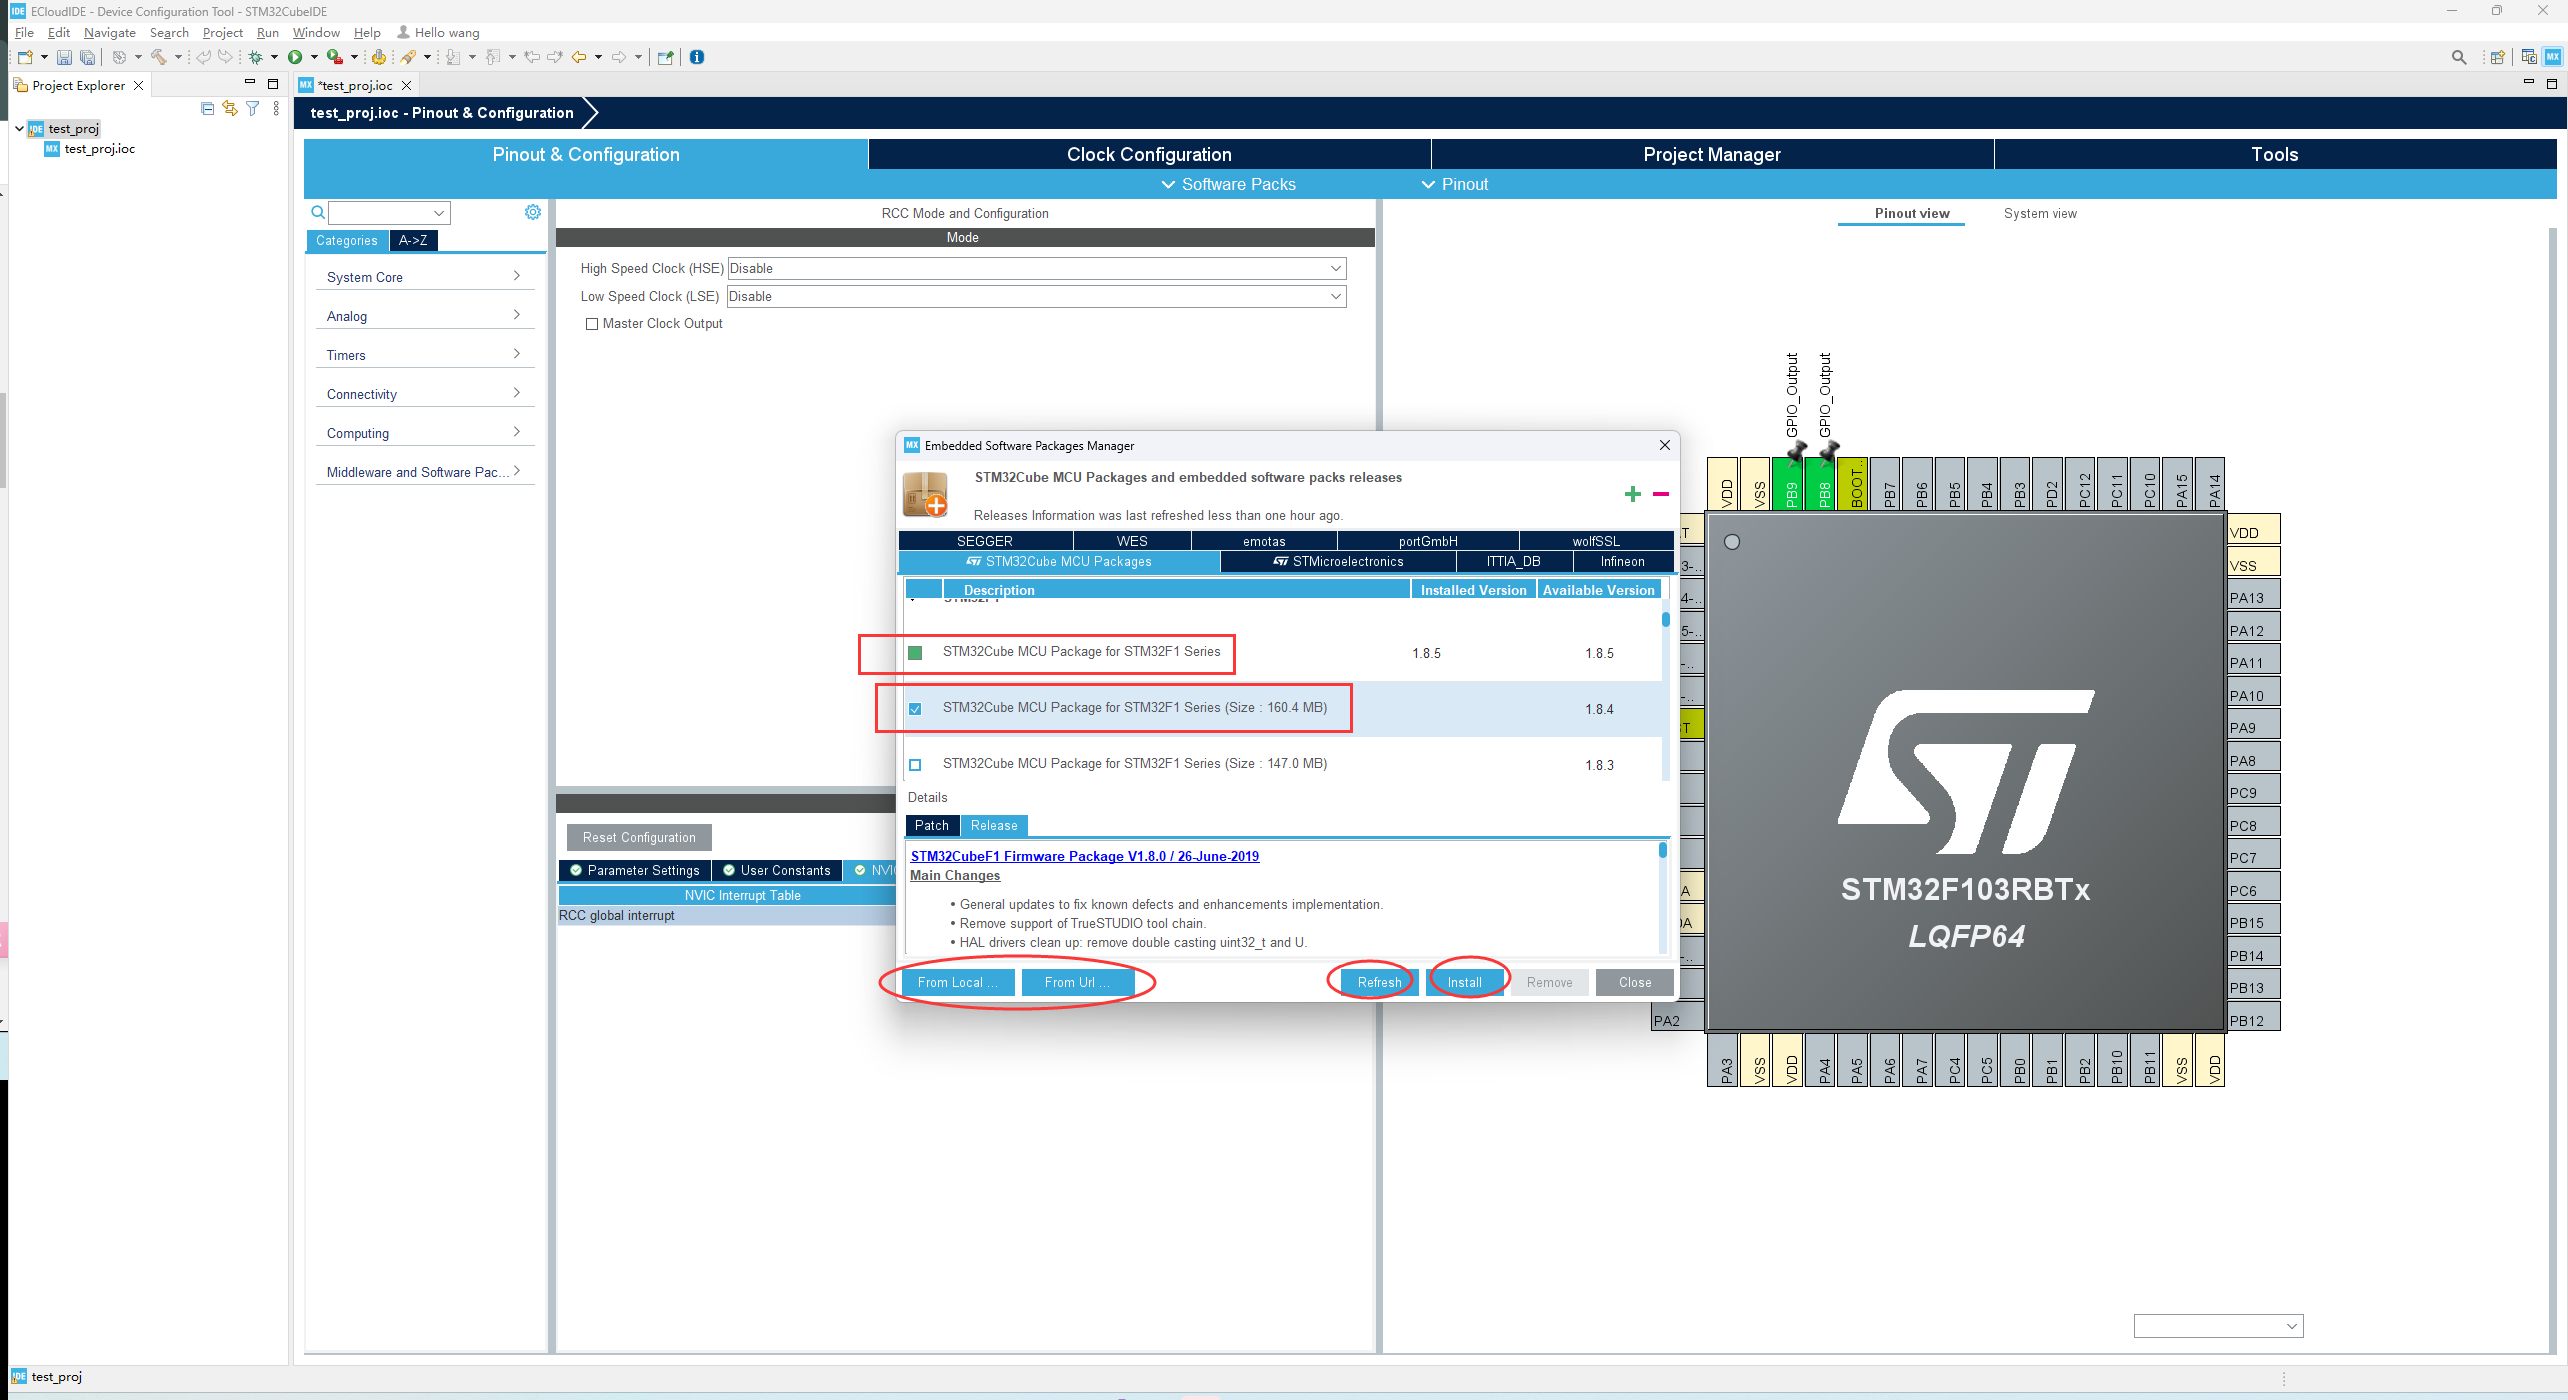 ECloudIDE - Device Configuration Tool - STM32CubeIDE
File Edit Navigate Search Project Run Window Help Hello wang
Project Explorer
*test_proj.ioc
test_proj
test_proj.ioc
test_proj.ioc - Pinout & Configuration
Pinout & Configuration
Clock Configuration
Project Manager
Tools
Software Packs
Pinout
Categories
A->Z
System Core
Analog
Timers
Connectivity
Computing
Middleware and Software Pac...
RCC Mode and Configuration
Mode
High Speed Clock (HSE) Disable
Low Speed Clock (LSE) Disable
Master Clock Output
Reset Configuration
Parameter Settings
User Constants
NVIC Interrupt Table
RCC global interrupt
Pinout view
System view
Embedded Software Packages Manager
STM32Cube MCU Packages and embedded software packs releases
Releases Information was last refreshed less than one hour ago.
SEGGER WES emotas portGmbH wolfSSL
STM32Cube MCU Packages STMicroelectronics ITTIA_DB Infineon
Description Installed Version Available Version
STM32F1
STM32Cube MCU Package for STM32F1 Series 1.8.5 1.8.5
STM32Cube MCU Package for STM32F1 Series (Size : 160.4 MB) 1.8.4
STM32Cube MCU Package for STM32F1 Series (Size : 147.0 MB) 1.8.3
Details
Patch Release
STM32CubeF1 Firmware Package V1.8.0 / 26-June-2019
Main Changes
• General updates to fix known defects and enhancements implementation.
• Remove support of TrueSTUDIO tool chain.
• HAL drivers clean up: remove double casting uint32_t and U.
From Local ...
From Url ...
Refresh
Install
Remove
Close
GPIO_Output
GPIO_Output
VDD VSS PB9 PB8 BOOT... PB7 PB6 PB5 PB4 PB3 PD2 PC12 PC11 PC10 PA15 PA14
VDD
VSS
PA13
PA12
PA11
PA10
PA9
PA8
PC9
PC8
PC7
PC6
PB15
PB14
PB13
PB12
PA2
STM32F103RBTx
LQFP64
PA3 VSS VDD PA4 PA5 PA6 PA7 PC4 PC5 PB0 PB1 PB2 PB10 PB11 VSS VDD
test_proj